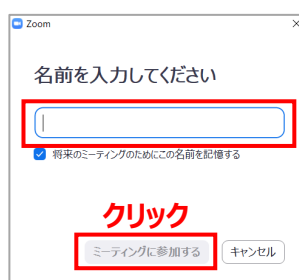 Zoom
名前を入力してください
将来のミーティングのためにこの名前を記憶する
クリック
ミーティングに参加する キャンセル